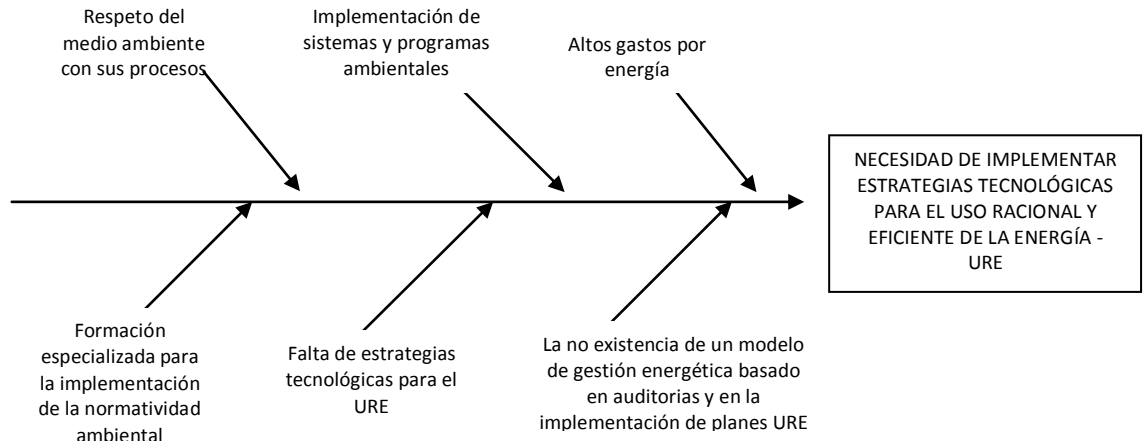 Respeto del
medio ambiente
con sus procesos
Implementación de
sistemas y programas
ambientales
Altos gastos por
energía
NECESIDAD DE IMPLEMENTAR
ESTRATEGIAS TECNOLÓGICAS
PARA EL USO RACIONAL Y
EFICIENTE DE LA ENERGÍA -
URE
Formación
especializada para
la implementación
de la normatividad
ambiental
Falta de estrategias
tecnológicas para el
URE
La no existencia de un modelo
de gestión energética basado
en auditorias y en la
implementación de planes URE